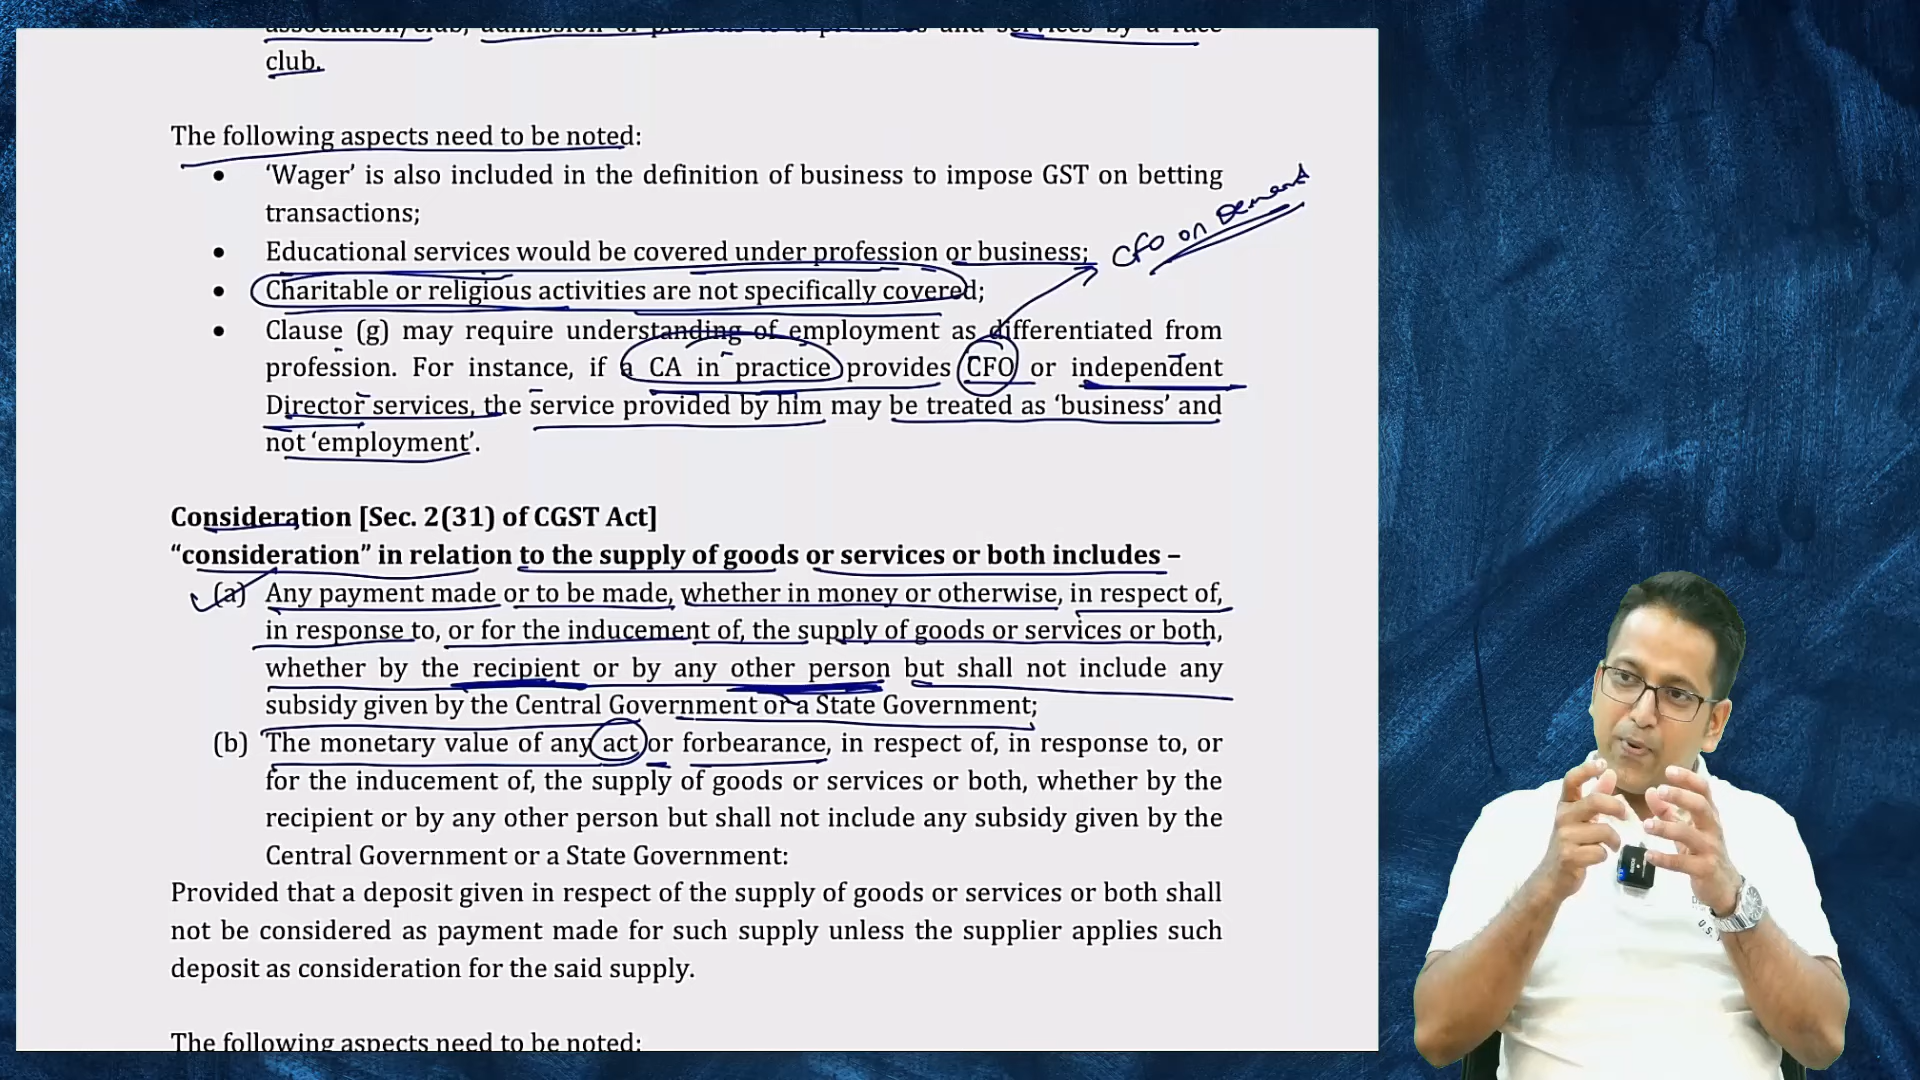 association/club, admission of persons to a premises and services by a race
club.
The following aspects need to be noted:
• ‘Wager’ is also included in the definition of business to impose GST on betting
transactions;
• Educational services would be covered under profession or business;
CFO on Demand
• Charitable or religious activities are not specifically covered;
• Clause (g) may require understanding of employment as differentiated from
profession. For instance, if a CA in practice provides CFO or independent
Director services, the service provided by him may be treated as ‘business’ and
not ‘employment’.
Consideration [Sec. 2(31) of CGST Act]
“consideration” in relation to the supply of goods or services or both includes –
(a) Any payment made or to be made, whether in money or otherwise, in respect of,
in response to, or for the inducement of, the supply of goods or services or both,
whether by the recipient or by any other person but shall not include any
subsidy given by the Central Government or a State Government;
(b) The monetary value of any act or forbearance, in respect of, in response to, or
for the inducement of, the supply of goods or services or both, whether by the
recipient or by any other person but shall not include any subsidy given by the
Central Government or a State Government:
Provided that a deposit given in respect of the supply of goods or services or both shall
not be considered as payment made for such supply unless the supplier applies such
deposit as consideration for the said supply.
The following aspects need to be noted:
U.S.